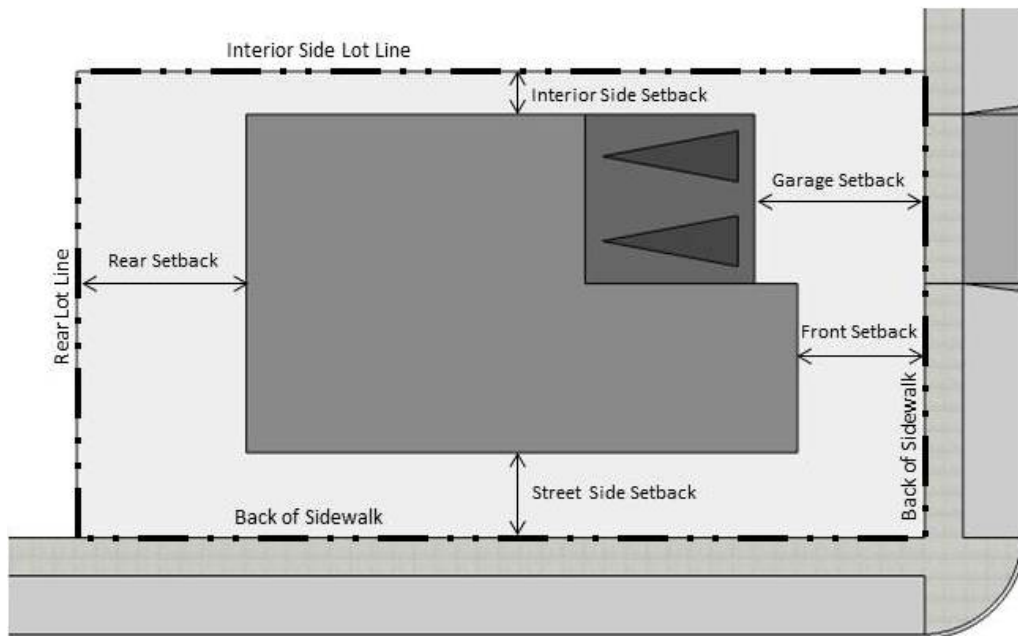 Interior Side Lot Line
Interior Side Setback
Garage Setback
Rear Setback
Rear Lot Line
Front Setback
Back of Sidewalk
Street Side Setback
Back of Sidewalk